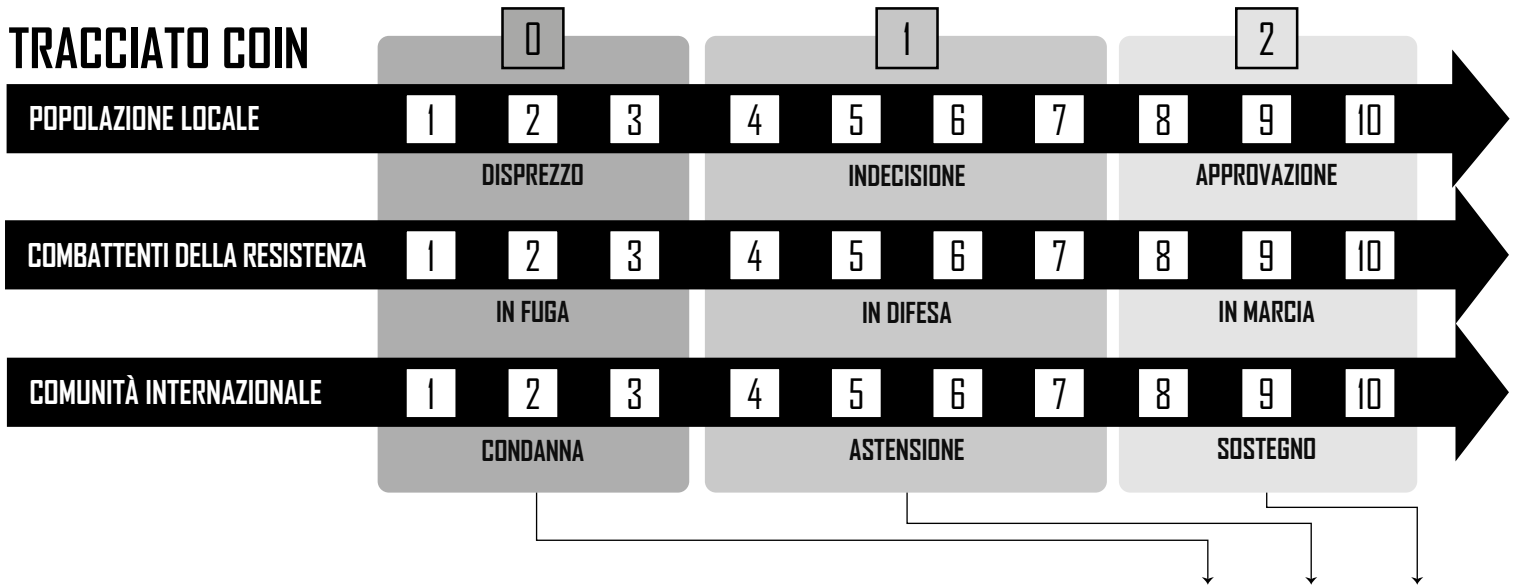 TRACCIATO COIN
0 1 2
POPOLAZIONE LOCALE 1 2 3 4 5 6 7 8 9 10
DISPREZZO INDECISIONE APPROVAZIONE
COMBATTENTI DELLA RESISTENZA 1 2 3 4 5 6 7 8 9 10
IN FUGA IN DIFESA IN MARCIA
COMUNITÀ INTERNAZIONALE 1 2 3 4 5 6 7 8 9 10
CONDANNA ASTENSIONE SOSTEGNO